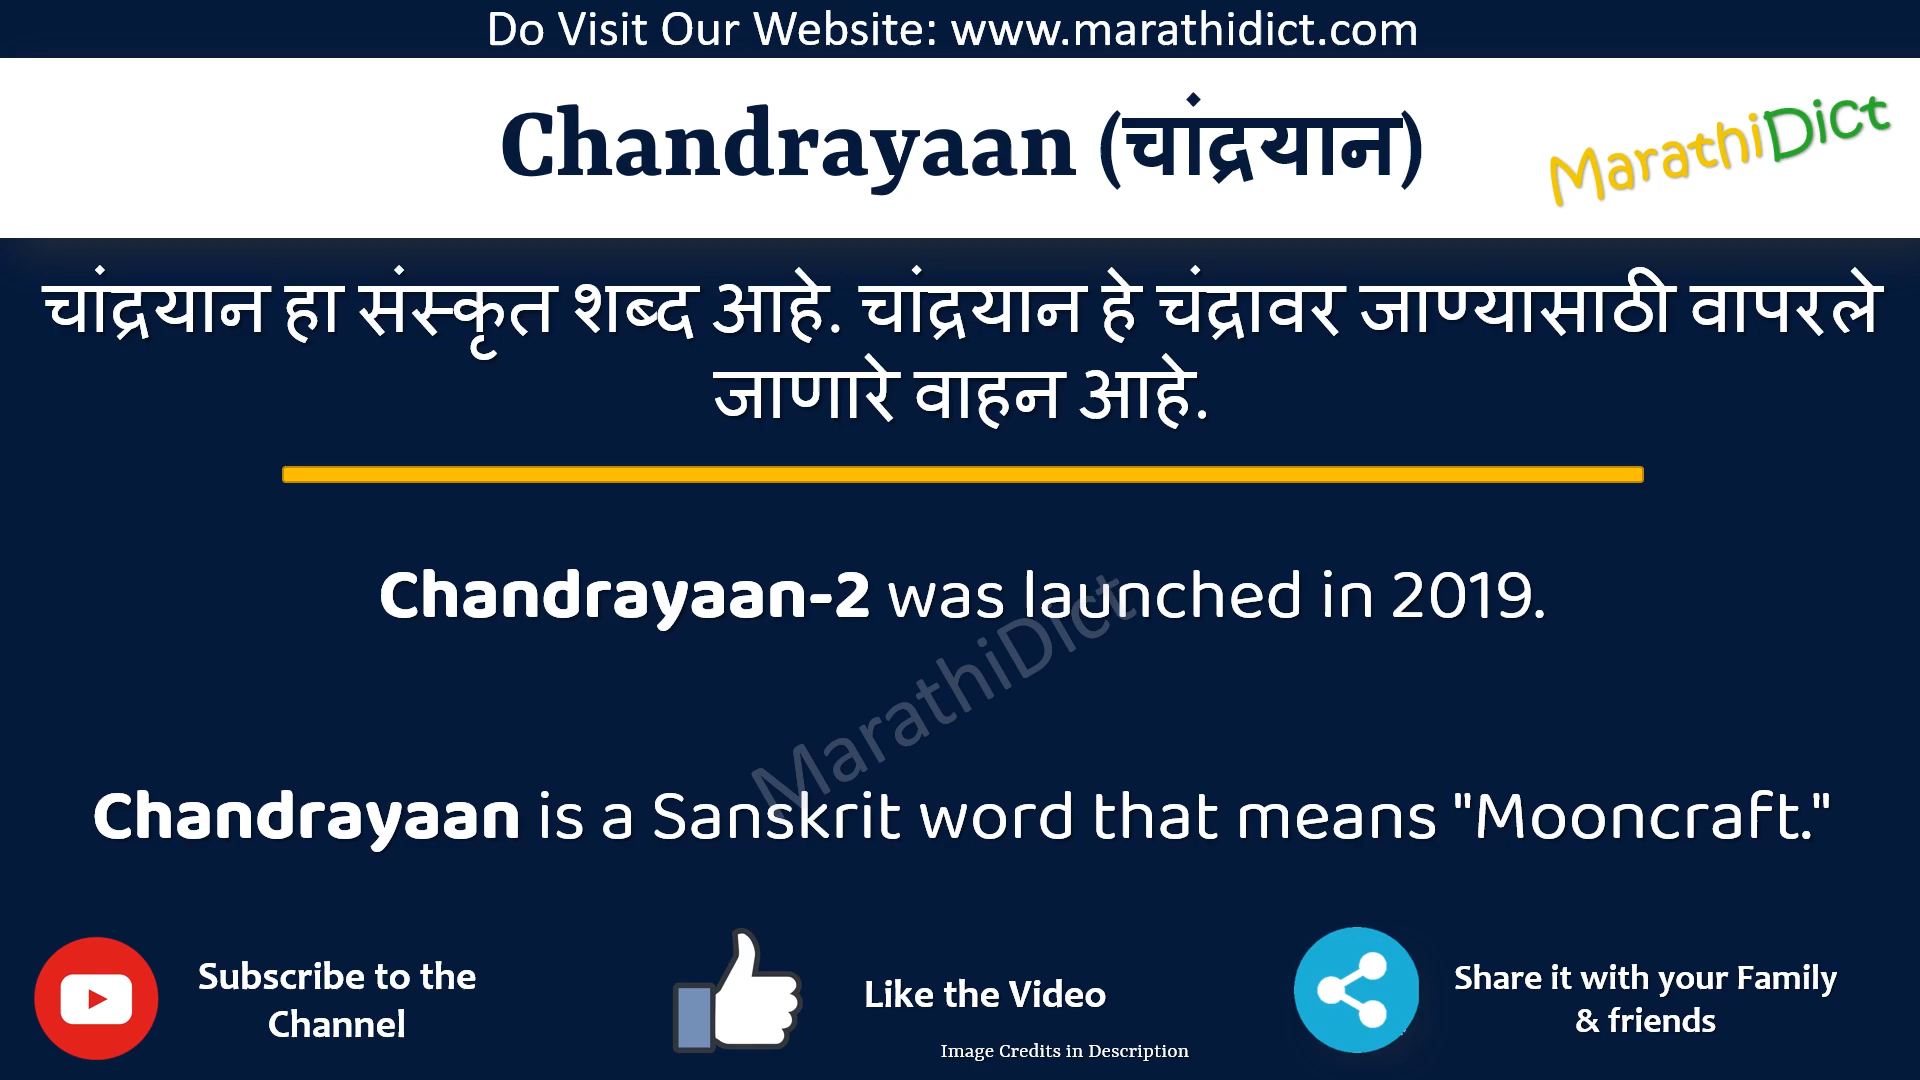 Do Visit Our Website: www.marathidict.com
Chandrayaan (चांद्रयान)
MarathiDict
चांद्रयान हा संस्कृत शब्द आहे. चांद्रयान हे चंद्रावर जाण्यासाठी वापरले
जाणारे वाहन आहे.
Chandrayaan-2 was launched in 2019.
MarathiDict
Chandrayaan is a Sanskrit word that means "Mooncraft."
Subscribe to the
Channel
Like the Video
Share it with your Family
& friends
Image Credits in Description